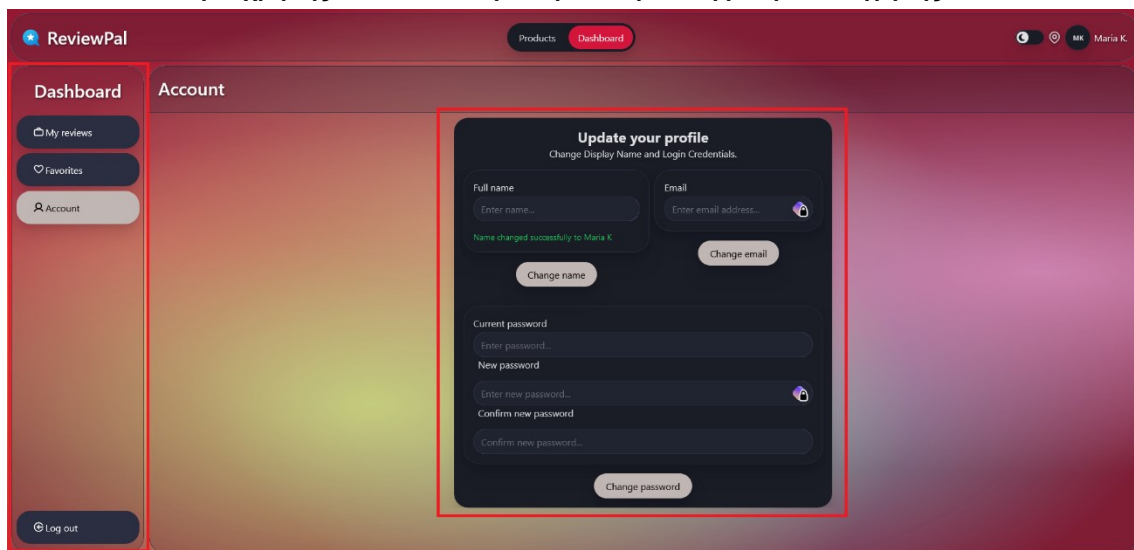 ReviewPal
Products Dashboard
MK Maria K.
Dashboard
My reviews
Favorites
Account
Log out
Account
Update your profile
Change Display Name and Login Credentials.
Full name
Enter name...
Name changed successfully to Maria K
Change name
Email
Enter email address...
Change email
Current password
Enter password...
New password
Enter new password...
Confirm new password
Confirm new password...
Change password